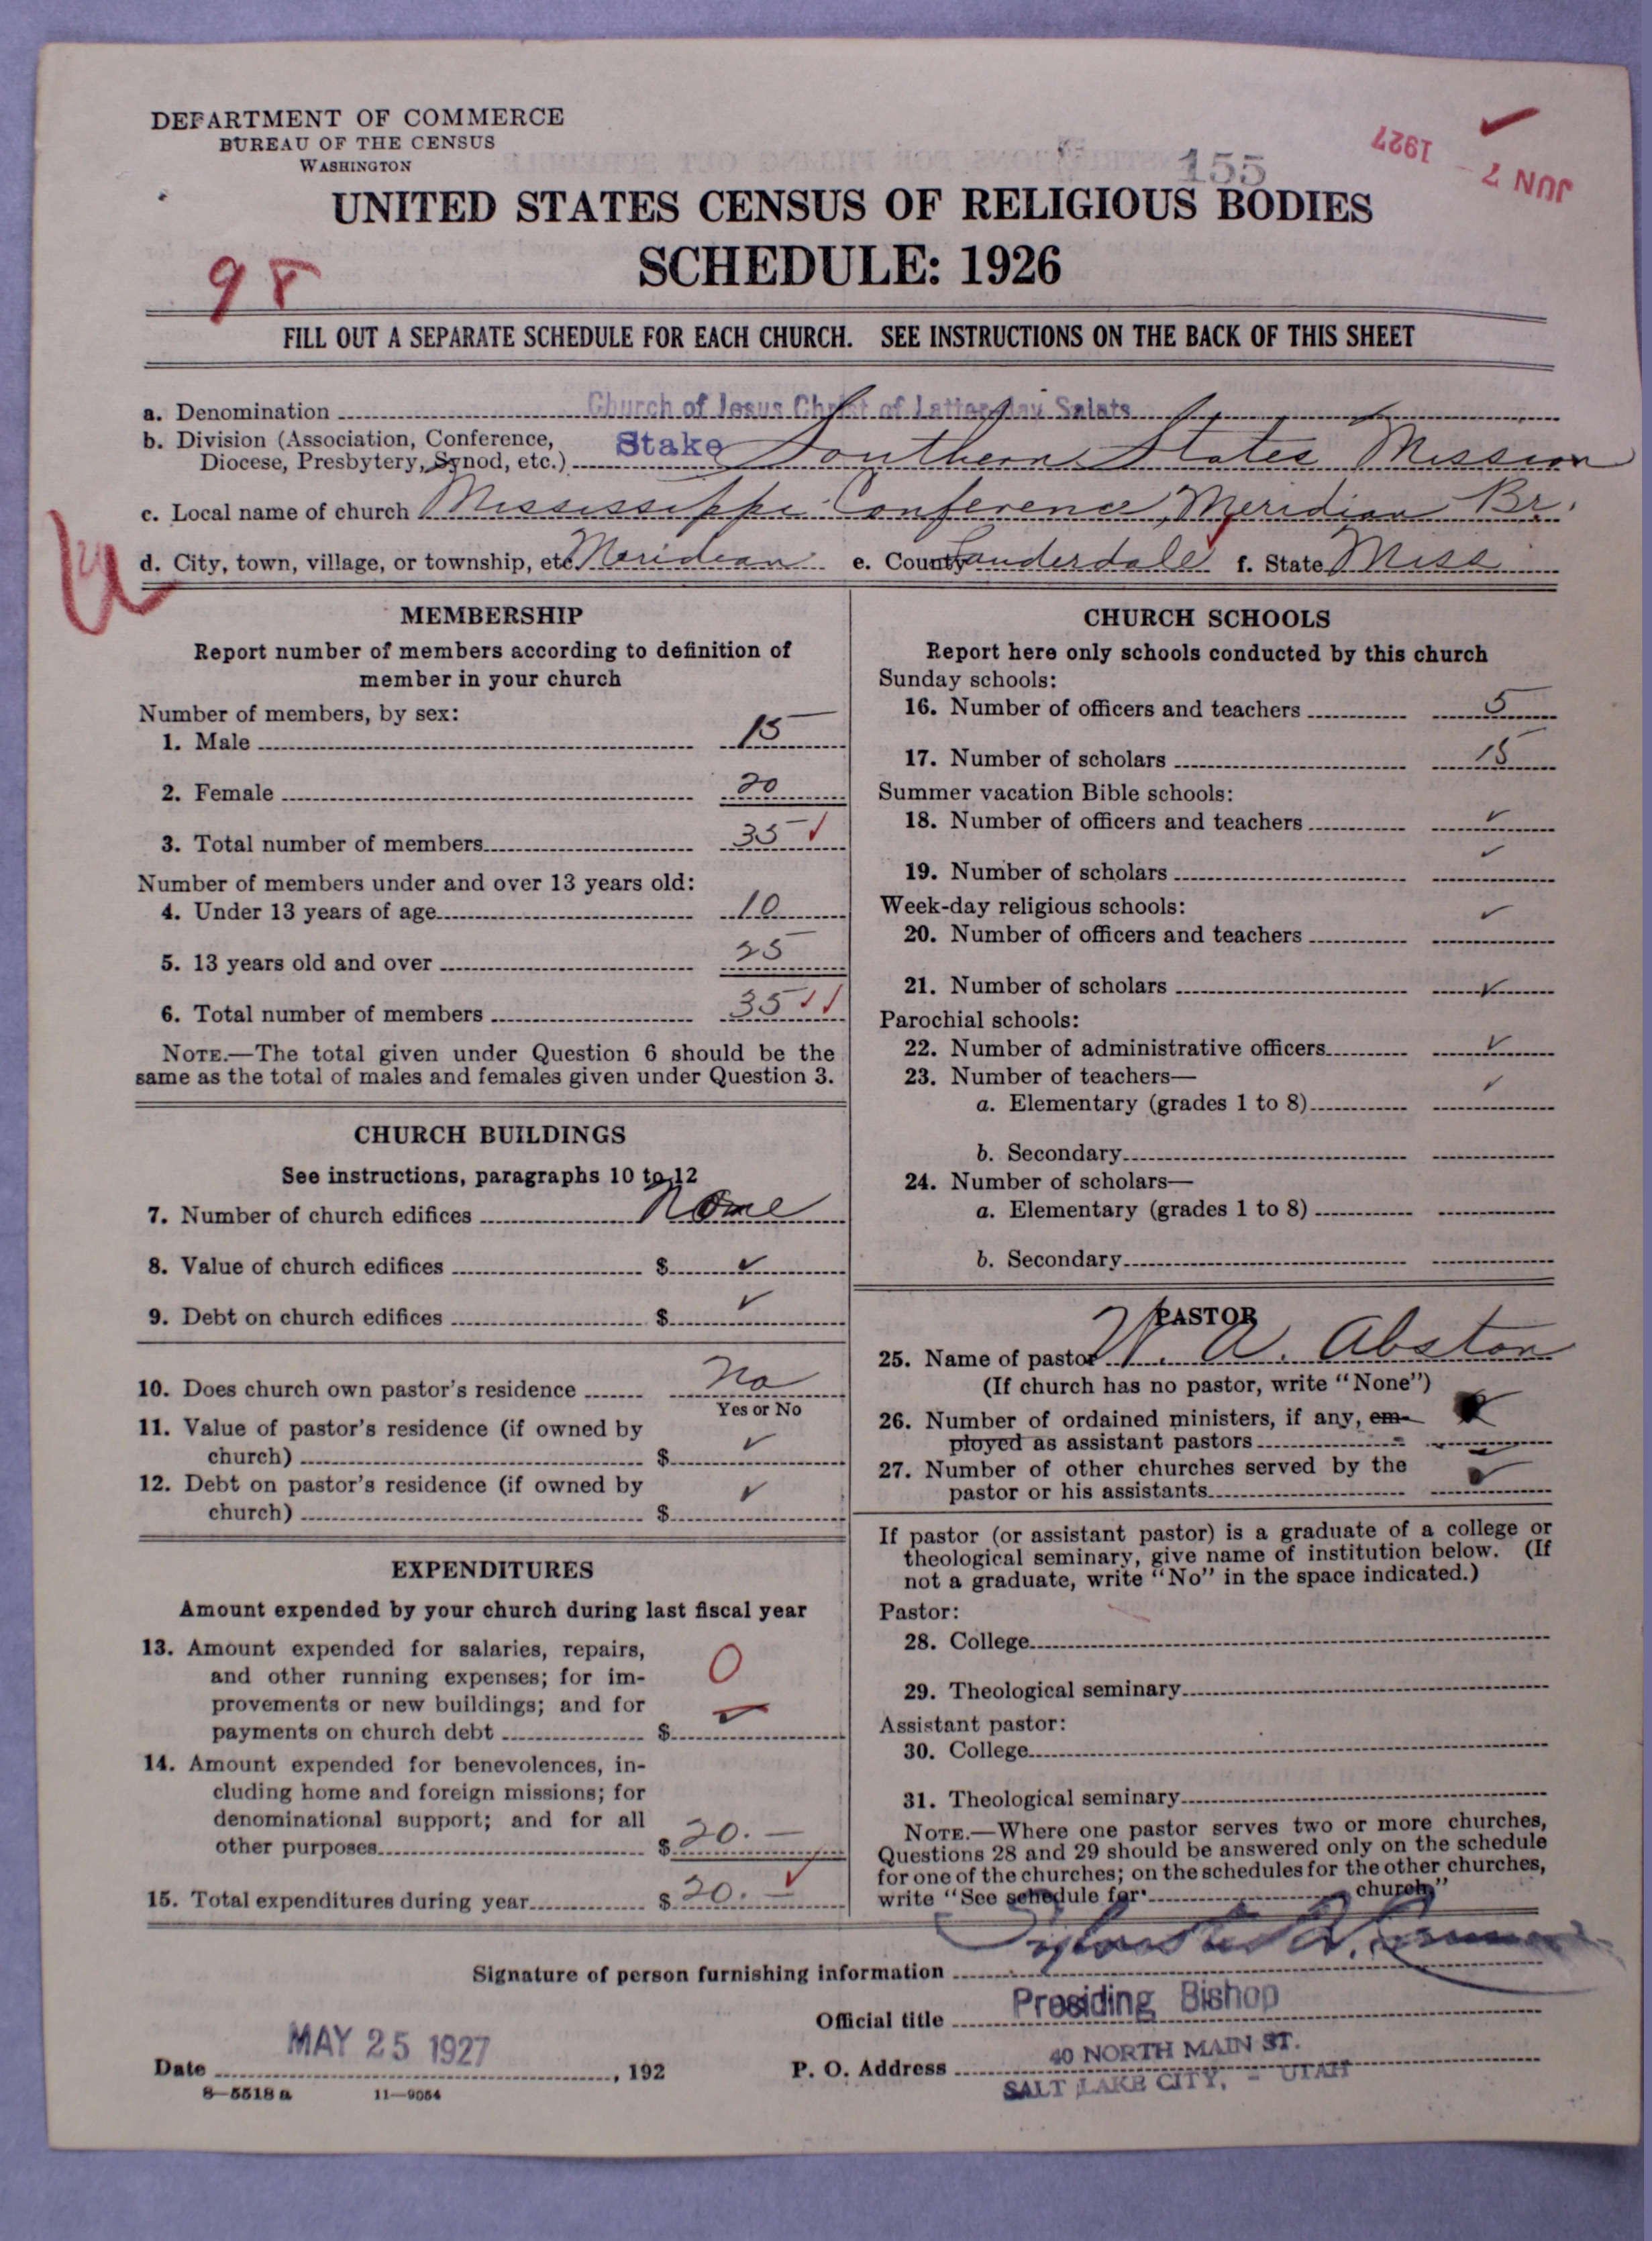 DEPARTMENT OF COMMERCE
BUREAU OF THE CENSUS
WASHINGTON
155
JUN 7 - 1927
UNITED STATES CENSUS OF RELIGIOUS BODIES
SCHEDULE: 1926
98
FILL OUT A SEPARATE SCHEDULE FOR EACH CHURCH. SEE INSTRUCTIONS ON THE BACK OF THIS SHEET
a. Denomination Church of Jesus Christ of Latter-day Saints
b. Division (Association, Conference,
Diocese, Presbytery, Synod, etc.) Stake Southern States Mission
c. Local name of church Mississippi Conference, Meridian Br.
d. City, town, village, or township, etc. Meridean e. County Lauderdale f. State Miss
MEMBERSHIP
Report number of members according to definition of
member in your church
Number of members, by sex:
1. Male 15
2. Female 20
3. Total number of members 35
Number of members under and over 13 years old:
4. Under 13 years of age 10
5. 13 years old and over 25
6. Total number of members 35
NOTE.—The total given under Question 6 should be the
same as the total of males and females given under Question 3.
CHURCH BUILDINGS
See instructions, paragraphs 10 to 12
7. Number of church edifices None
8. Value of church edifices $
9. Debt on church edifices $
10. Does church own pastor's residence No
Yes or No
11. Value of pastor's residence (if owned by
church) $
12. Debt on pastor's residence (if owned by
church) $
EXPENDITURES
Amount expended by your church during last fiscal year
13. Amount expended for salaries, repairs,
and other running expenses; for im-
provements or new buildings; and for
payments on church debt $ 0
14. Amount expended for benevolences, in-
cluding home and foreign missions; for
denominational support; and for all
other purposes $ 20.—
15. Total expenditures during year $ 20.—
CHURCH SCHOOLS
Report here only schools conducted by this church
Sunday schools:
16. Number of officers and teachers 5
17. Number of scholars 15
Summer vacation Bible schools:
18. Number of officers and teachers
19. Number of scholars
Week-day religious schools:
20. Number of officers and teachers
21. Number of scholars
Parochial schools:
22. Number of administrative officers
23. Number of teachers—
a. Elementary (grades 1 to 8)
b. Secondary
24. Number of scholars—
a. Elementary (grades 1 to 8)
b. Secondary
PASTOR
25. Name of pastor W. A. Abston
(If church has no pastor, write "None")
26. Number of ordained ministers, if any, em-
ployed as assistant pastors
27. Number of other churches served by the
pastor or his assistants
If pastor (or assistant pastor) is a graduate of a college or
theological seminary, give name of institution below. (If
not a graduate, write "No" in the space indicated.)
Pastor:
28. College
29. Theological seminary
Assistant pastor:
30. College
31. Theological seminary
NOTE.—Where one pastor serves two or more churches,
Questions 28 and 29 should be answered only on the schedule
for one of the churches; on the schedules for the other churches,
write "See schedule for church."
Signature of person furnishing information
Official title Presiding Bishop
Date MAY 25 1927, 192
P. O. Address 40 NORTH MAIN ST.
SALT LAKE CITY, - UTAH
8—5518 a 11—9054